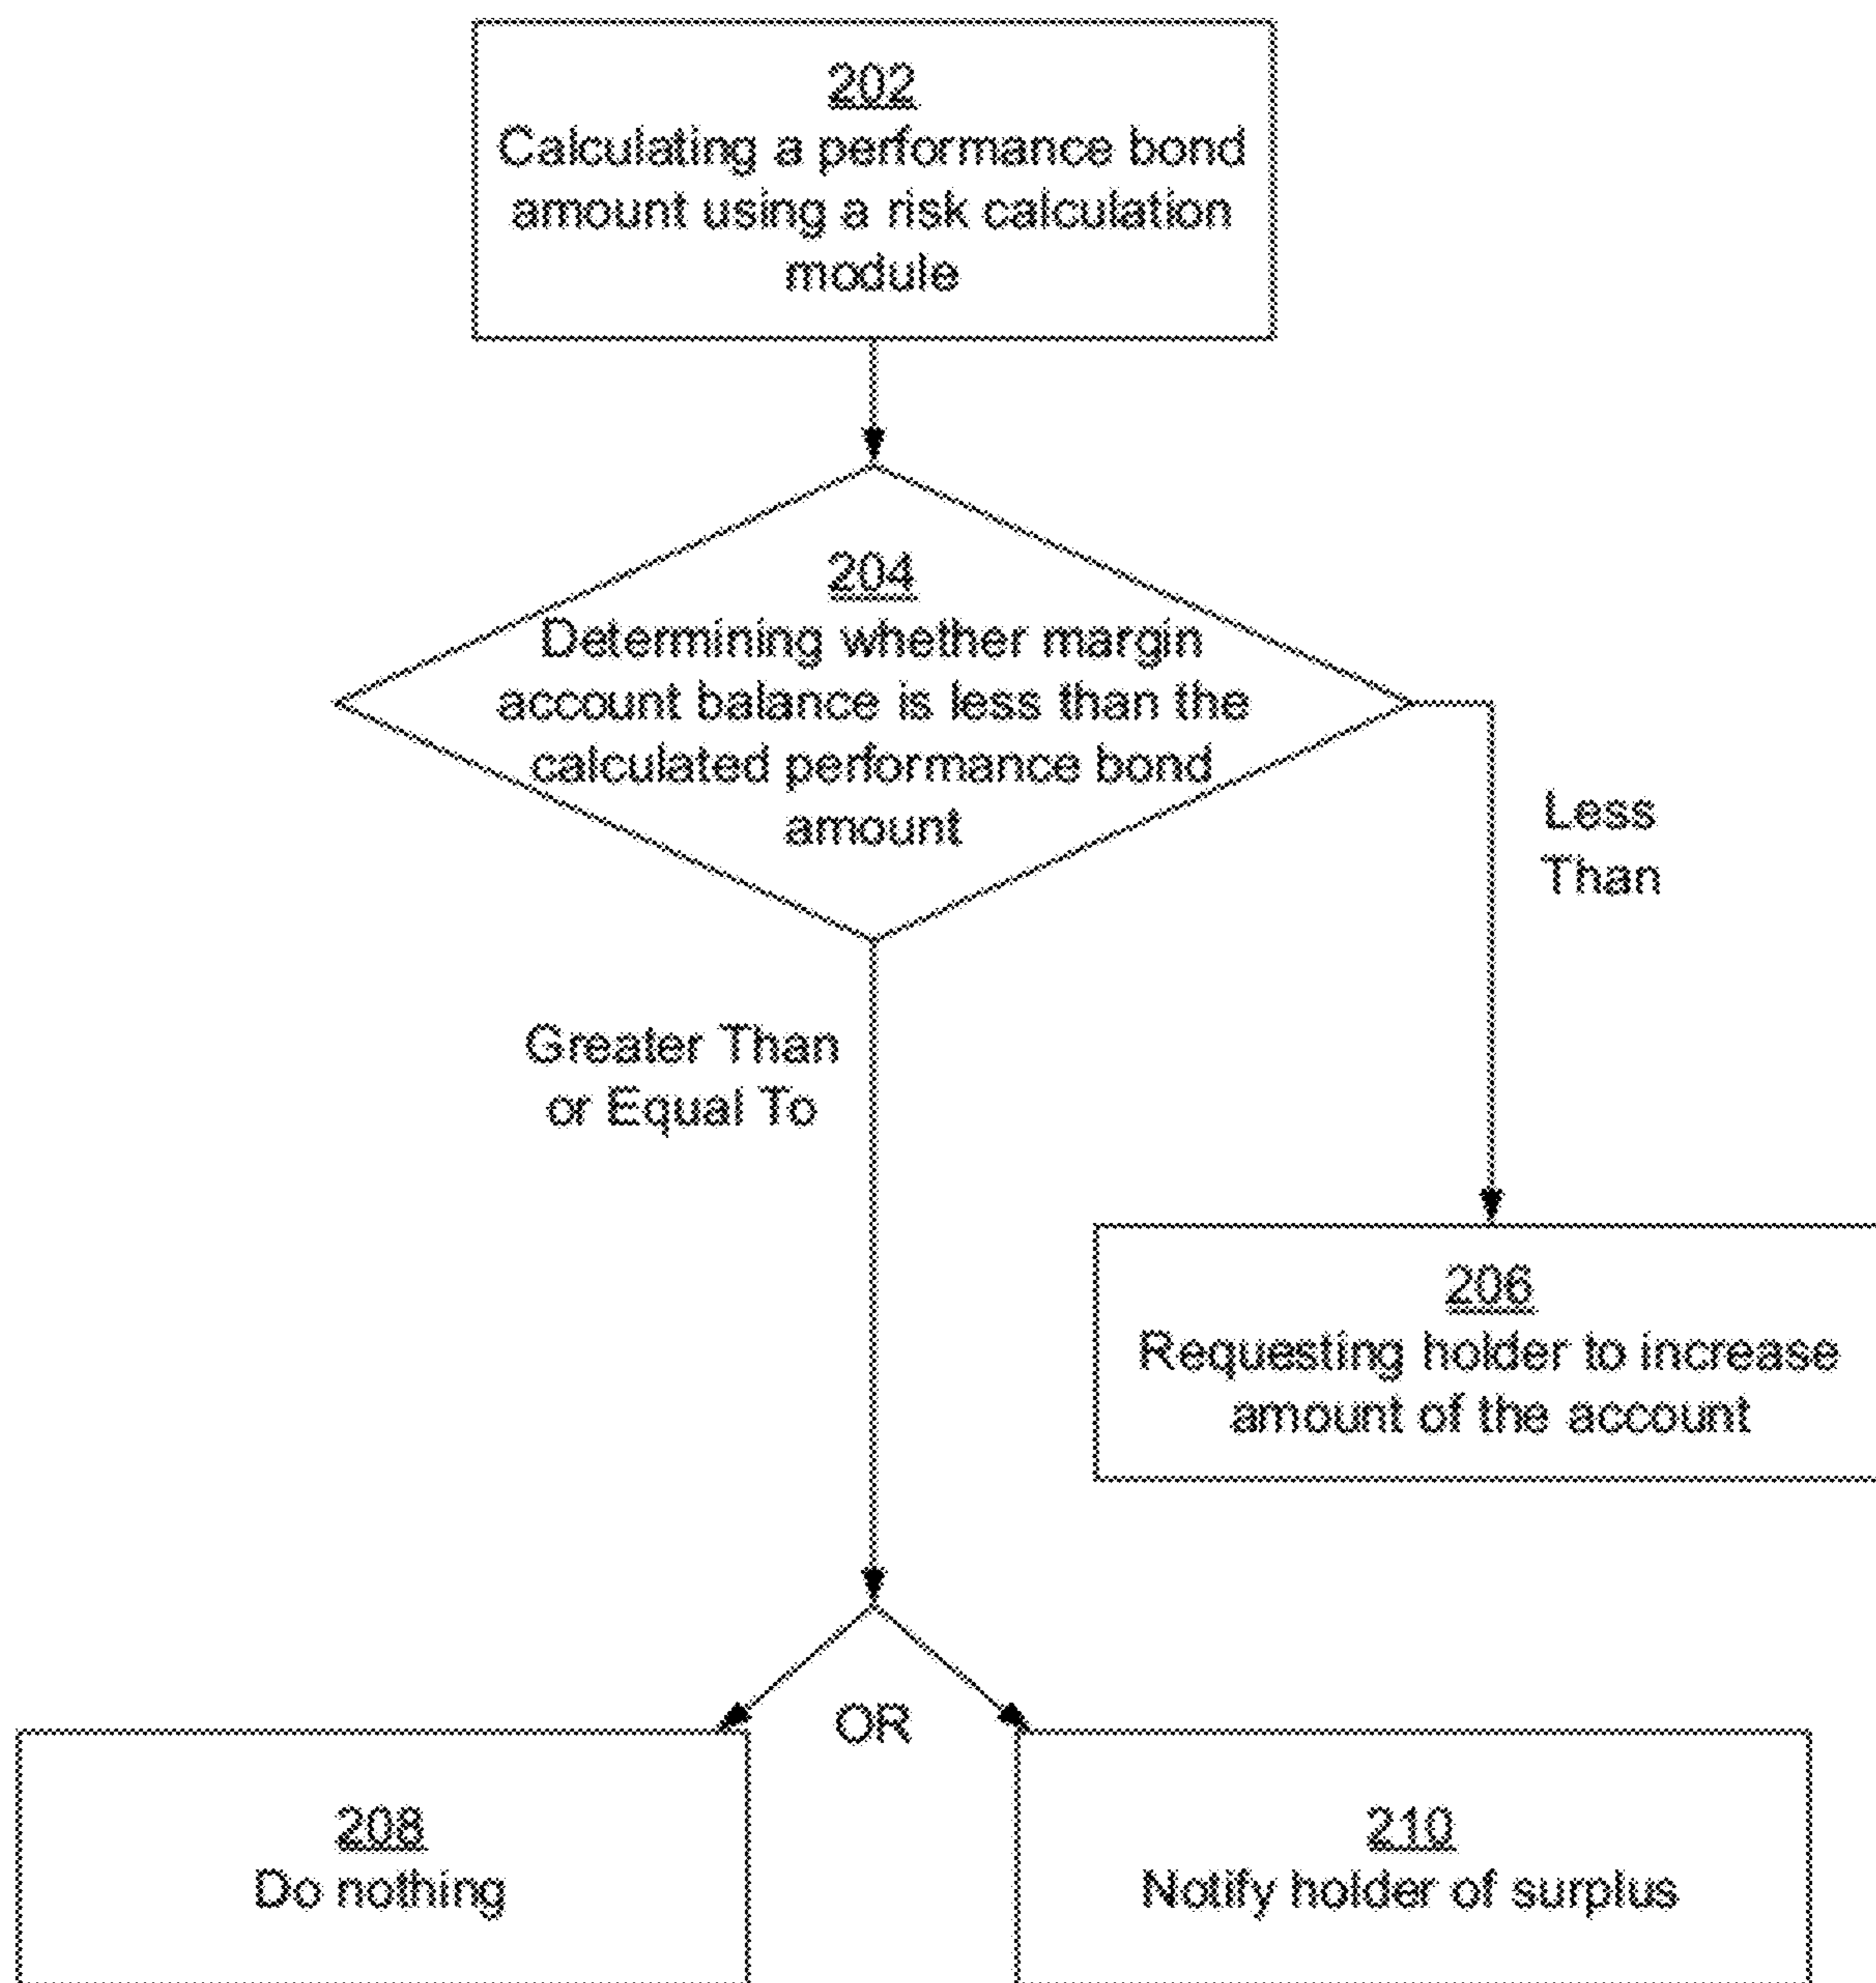 202
Calculating a performance bond
amount using a risk calculation
module
204
Determining whether margin
account balance is less than the
calculated performance bond
amount
Less
Than
Greater Than
or Equal To
206
Requesting holder to increase
amount of the account
OR
208
Do nothing
210
Notify holder of surplus